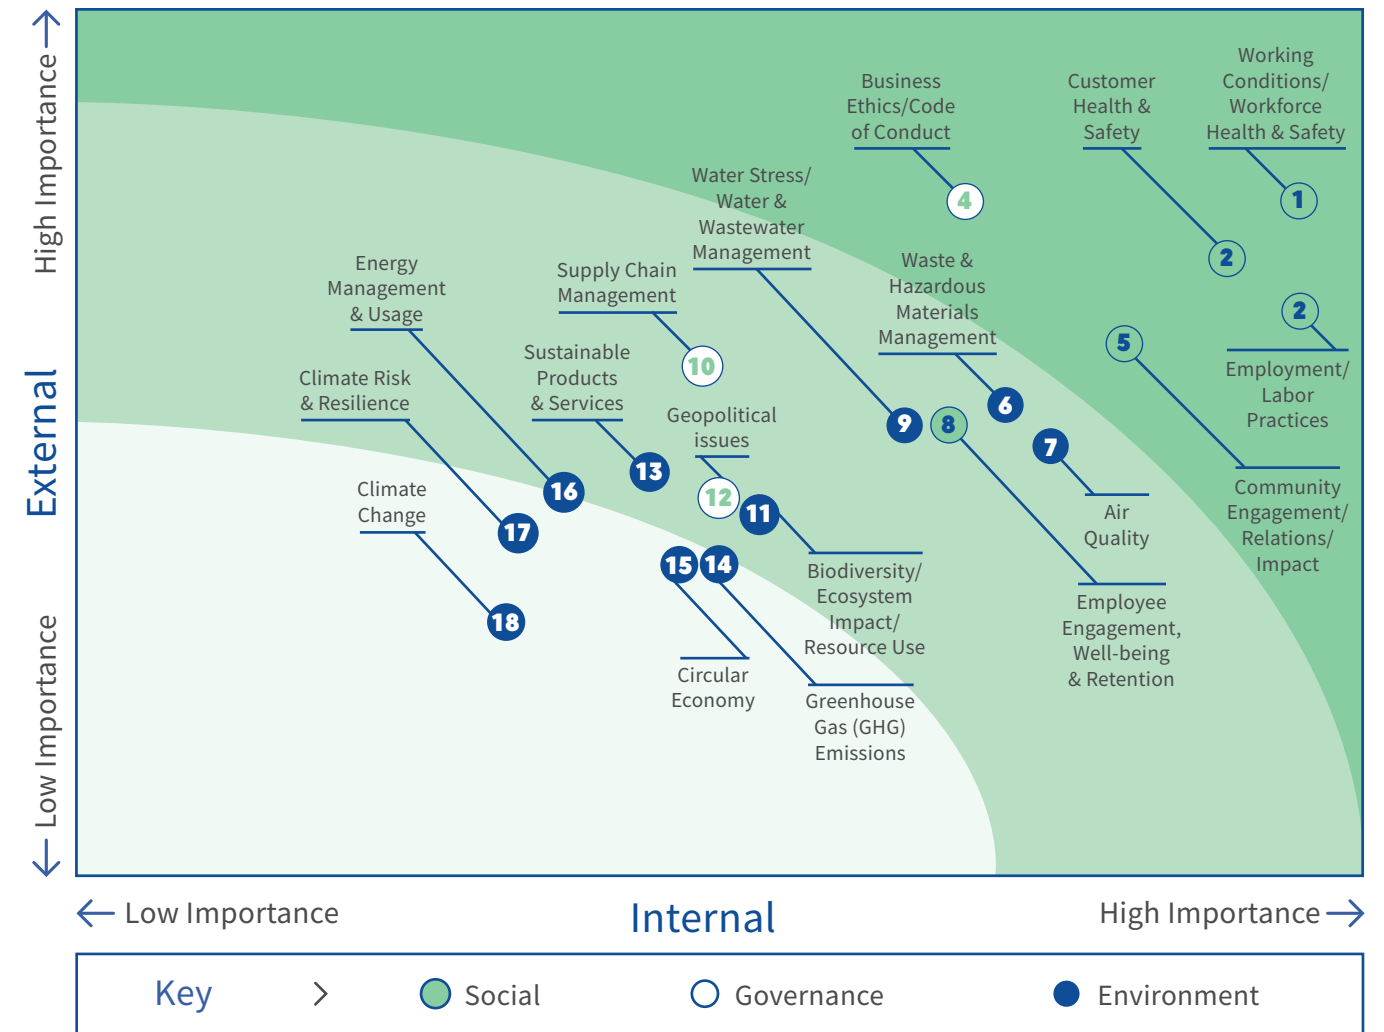 High Importance
External
Low Importance
Working
Conditions/
Workforce
Health & Safety
1
Customer
Health &
Safety
2
Business
Ethics/Code
of Conduct
4
Water Stress/
Water &
Wastewater
Management
9
Waste &
Hazardous
Materials
Management
6
Energy
Management
& Usage
16
Supply Chain
Management
10
2
Employment/
Labor
Practices
5
Community
Engagement/
Relations/
Impact
Sustainable
Products
& Services
13
Climate Risk
& Resilience
17
Geopolitical
issues
12
8
Employee
Engagement,
Well-being
& Retention
7
Air
Quality
Climate
Change
18
11
Biodiversity/
Ecosystem
Impact/
Resource Use
15
Circular
Economy
14
Greenhouse
Gas (GHG)
Emissions
Low Importance
Internal
High Importance
Key
Social
Governance
Environment